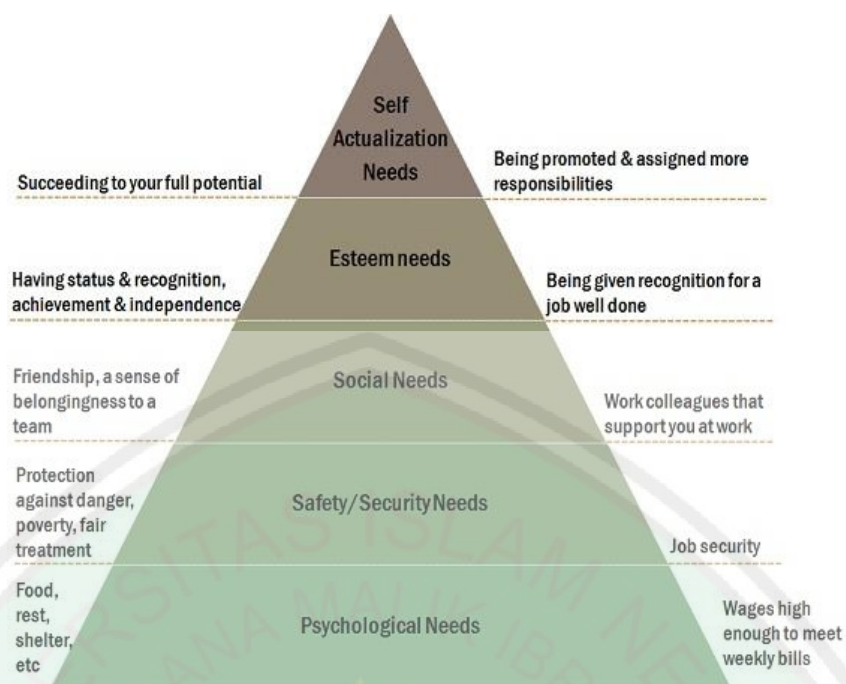 Self
Actualization
Needs
Succeeding to your full potential
Being promoted & assigned more
responsibilities
Esteem needs
Having status & recognition,
achievement & independence
Being given recognition for a
job well done
Social Needs
Friendship, a sense of
belongingness to a
team
Work colleagues that
support you at work
Safety/Security Needs
Protection
against danger,
poverty, fair
treatment
Job security
Psychological Needs
Food,
rest,
shelter,
etc
Wages high
enough to meet
weekly bills